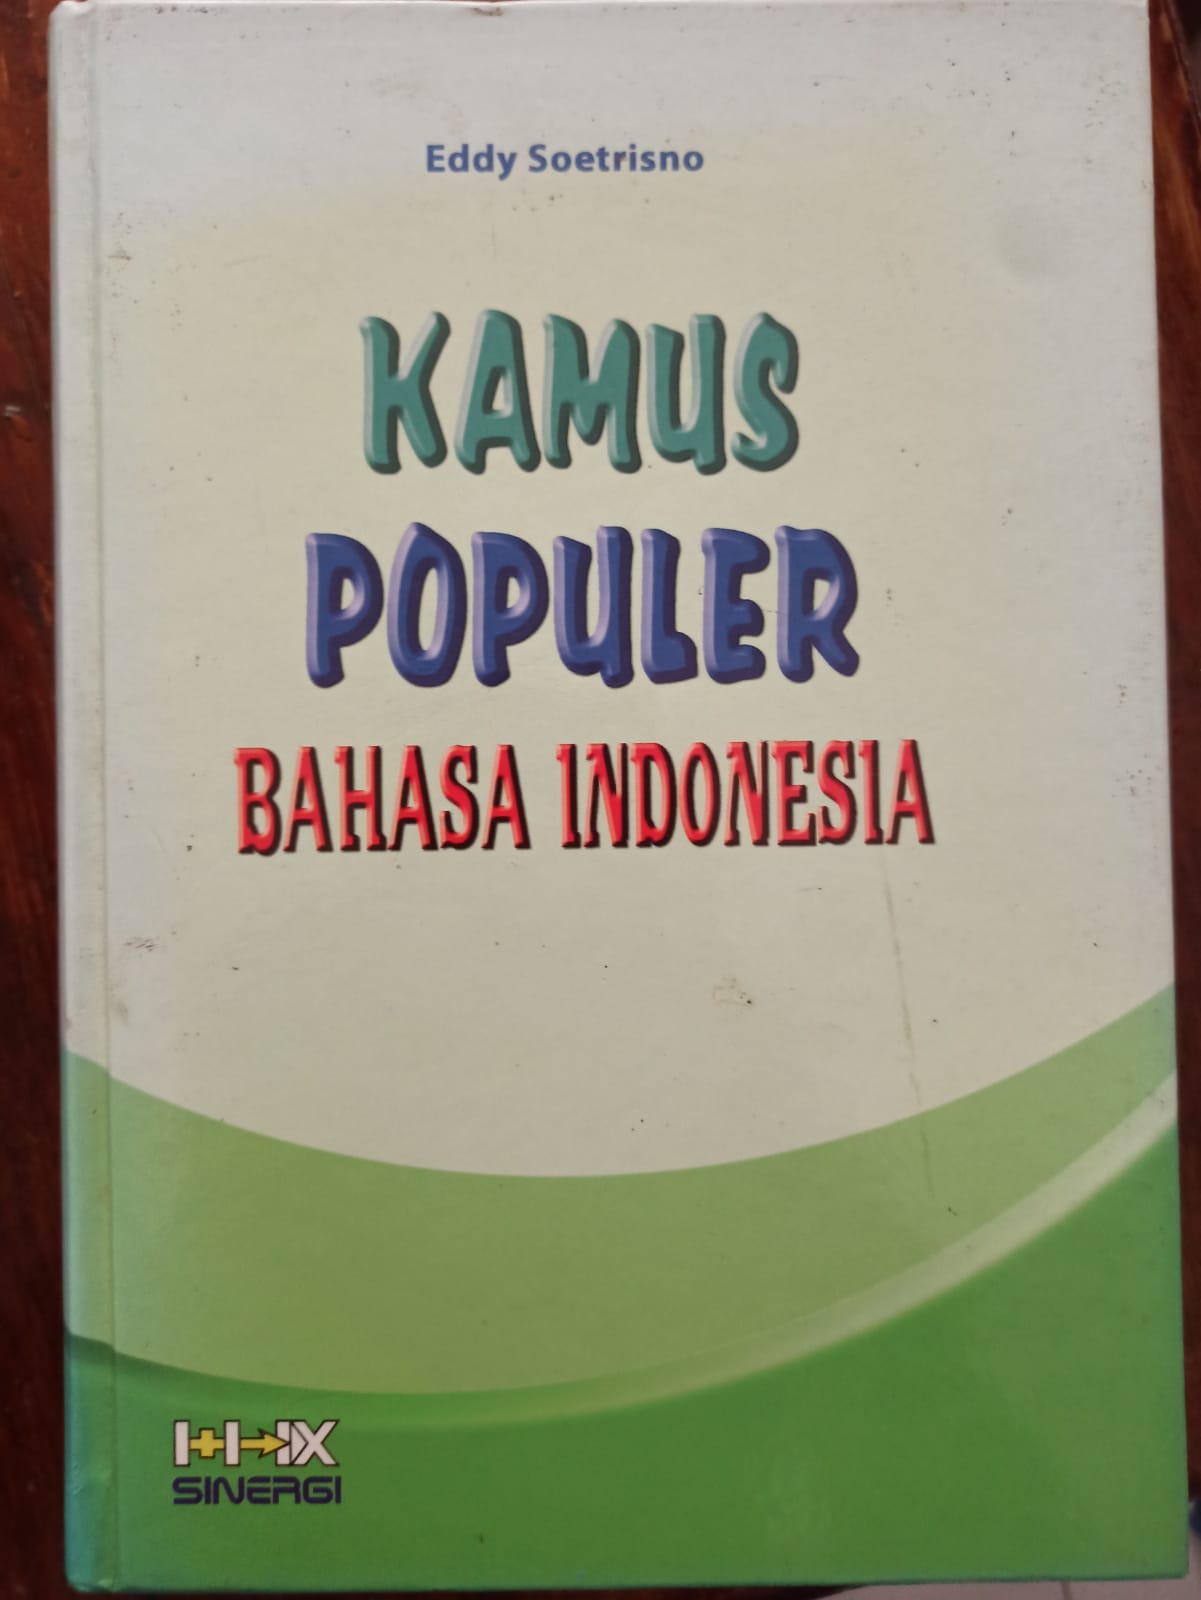 Eddy Soetrisno
KAMUS
POPULER
BAHASA INDONESIA
SINERGI